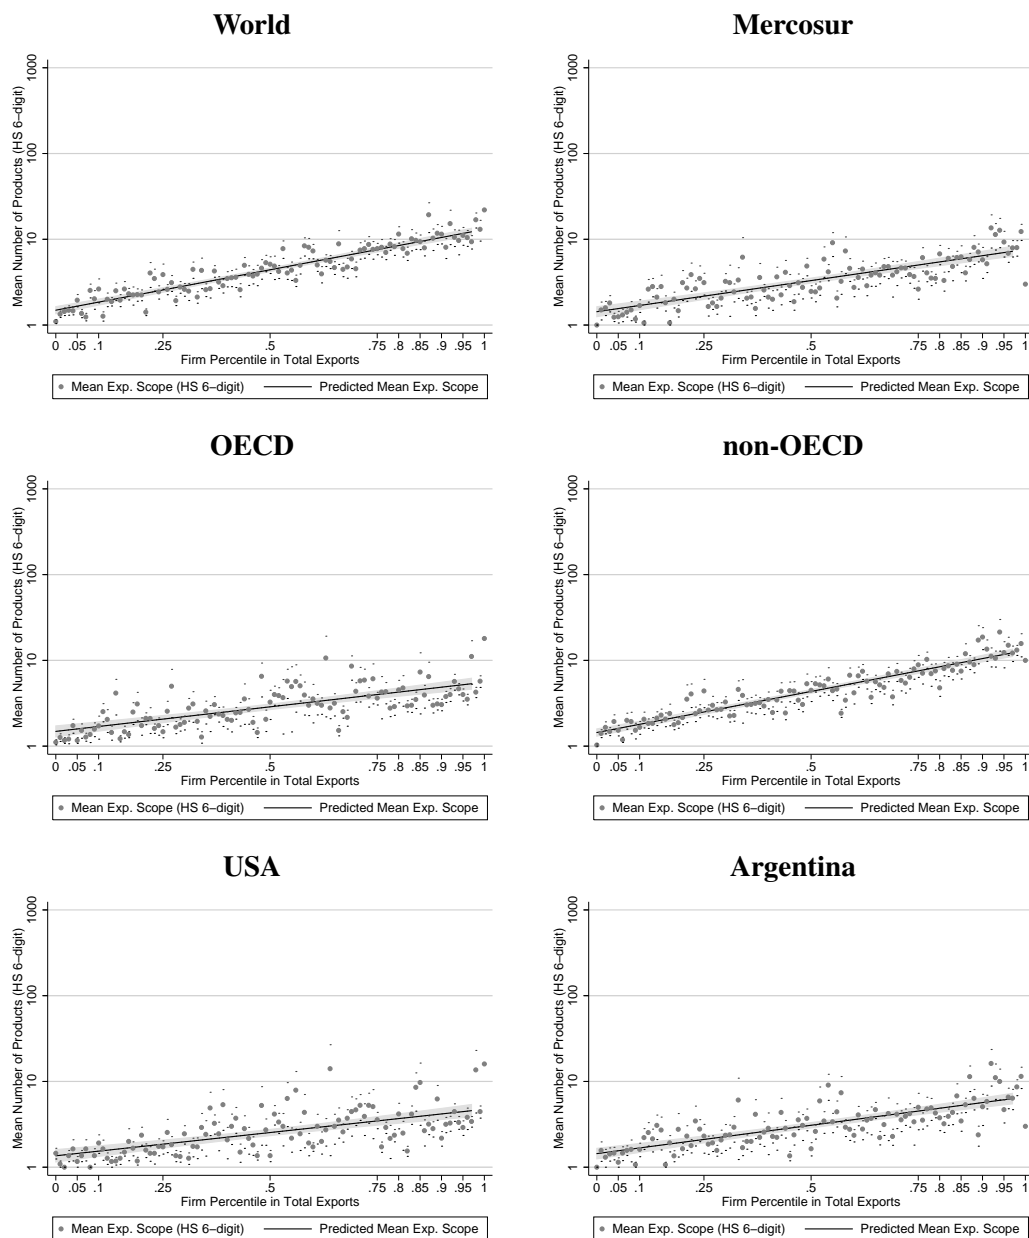 World
Mean Number of Products (HS 6−digit)
1000
100
10
1
0 .05 .1 .25 .5 .75 .8 .85 .9 .95 1
Firm Percentile in Total Exports
Mean Exp. Scope (HS 6−digit) Predicted Mean Exp. Scope
Mercosur
Mean Number of Products (HS 6−digit)
1000
100
10
1
0 .05 .1 .25 .5 .75 .8 .85 .9 .95 1
Firm Percentile in Total Exports
Mean Exp. Scope (HS 6−digit) Predicted Mean Exp. Scope
OECD
Mean Number of Products (HS 6−digit)
1000
100
10
1
0 .05 .1 .25 .5 .75 .8 .85 .9 .95 1
Firm Percentile in Total Exports
Mean Exp. Scope (HS 6−digit) Predicted Mean Exp. Scope
non-OECD
Mean Number of Products (HS 6−digit)
1000
100
10
1
0 .05 .1 .25 .5 .75 .8 .85 .9 .95 1
Firm Percentile in Total Exports
Mean Exp. Scope (HS 6−digit) Predicted Mean Exp. Scope
USA
Mean Number of Products (HS 6−digit)
1000
100
10
1
0 .05 .1 .25 .5 .75 .8 .85 .9 .95 1
Firm Percentile in Total Exports
Mean Exp. Scope (HS 6−digit) Predicted Mean Exp. Scope
Argentina
Mean Number of Products (HS 6−digit)
1000
100
10
1
0 .05 .1 .25 .5 .75 .8 .85 .9 .95 1
Firm Percentile in Total Exports
Mean Exp. Scope (HS 6−digit) Predicted Mean Exp. Scope